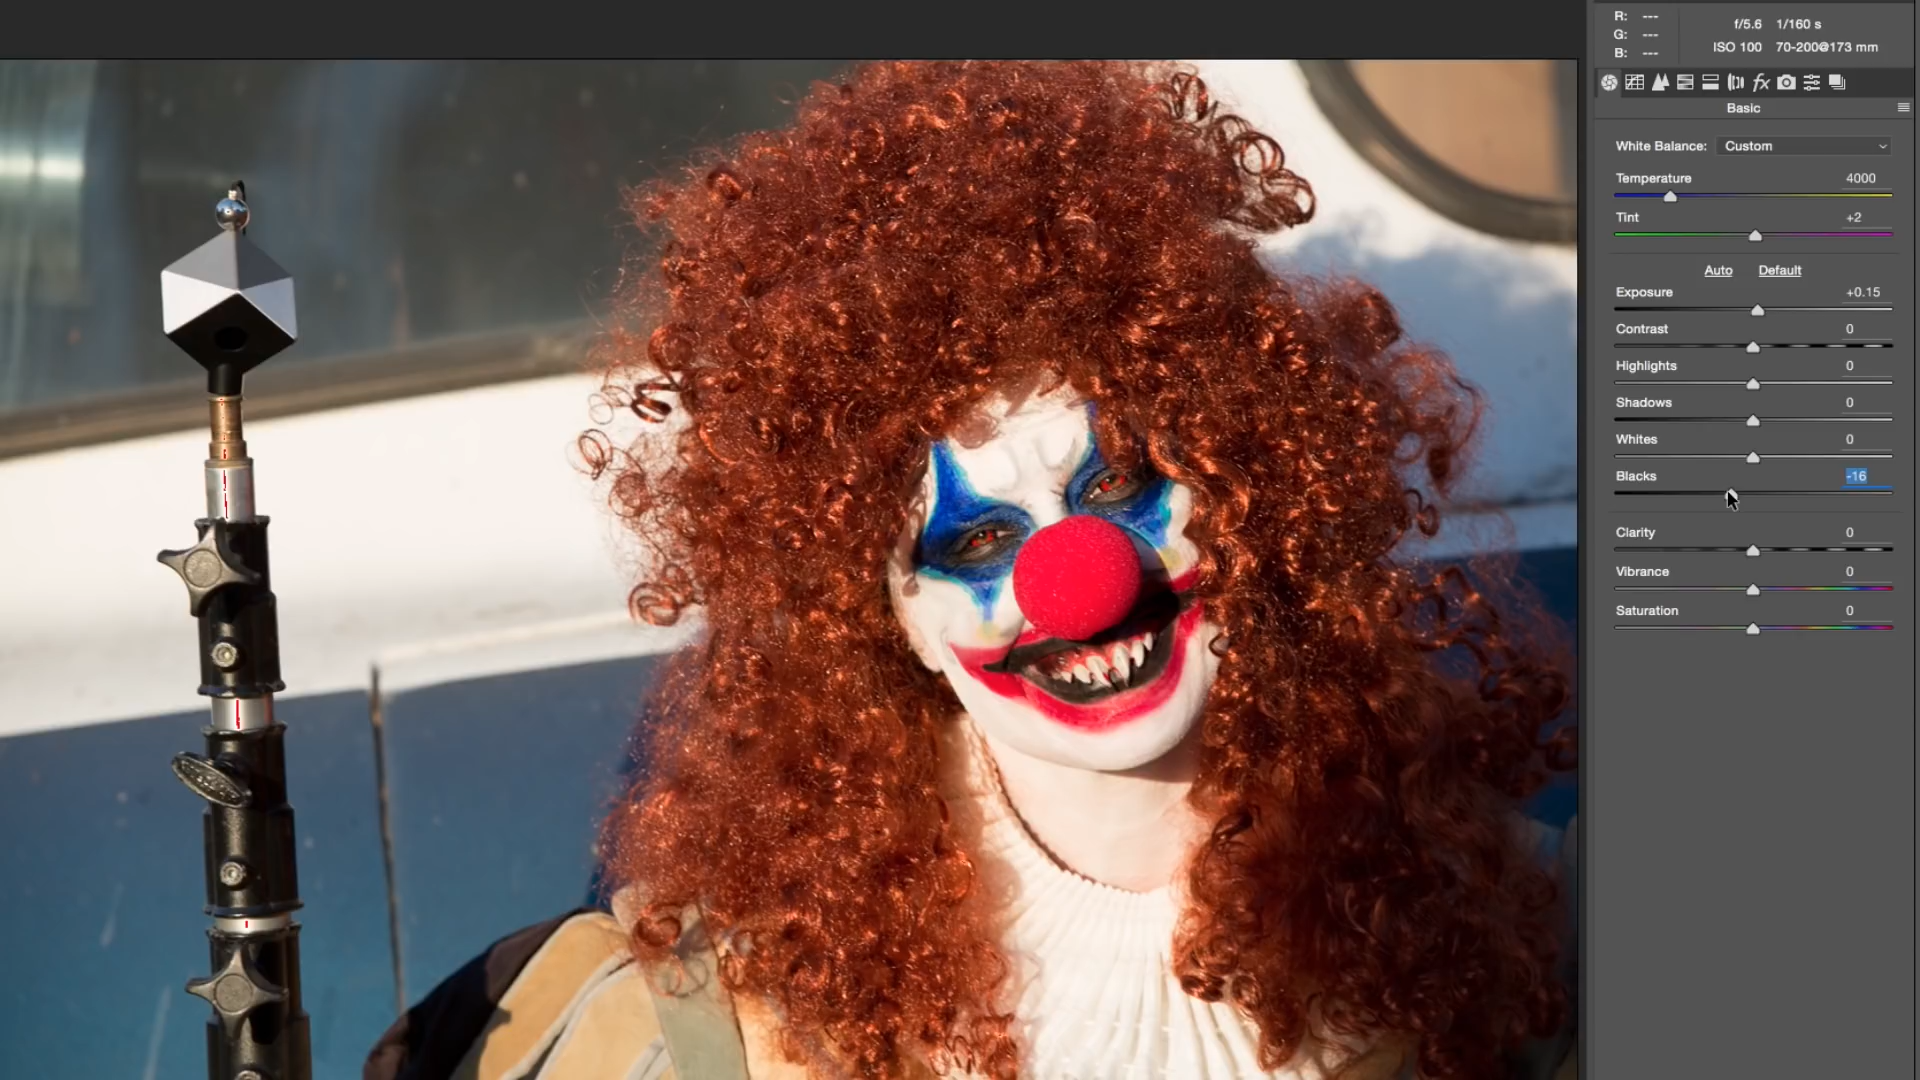 R: ---
G: ---
B: ---
f/5.6 1/160 s
ISO 100 70-200@173 mm
fx
Basic
White Balance: Custom
Temperature 4000
Tint +2
Auto Default
Exposure +0.15
Contrast 0
Highlights 0
Shadows 0
Whites 0
Blacks -16
Clarity 0
Vibrance 0
Saturation 0